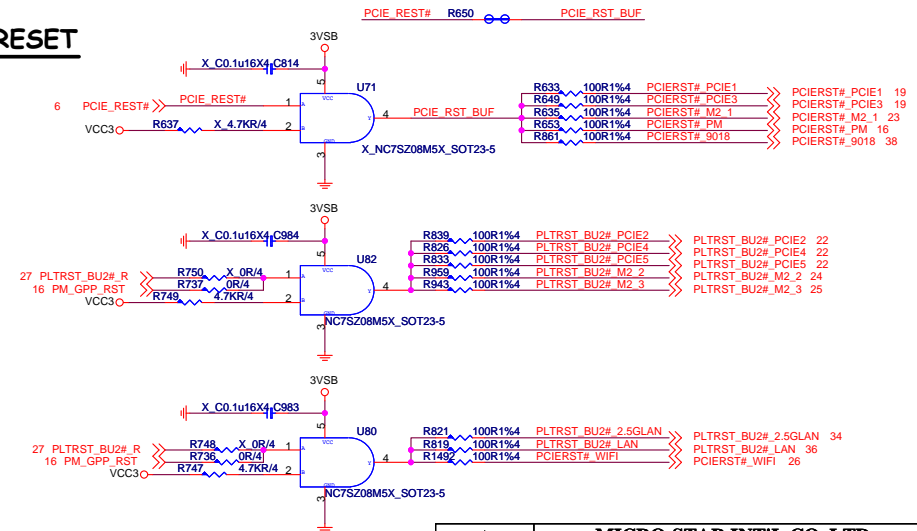 PCIE_REST# R650 PCIE_RST_BUF
RESET
3VSB
X_C0.1u16X4 C814
5
VCC
U71
6 PCIE_REST# PCIE_REST# 1 A
VCC3 R637 X_4.7KR/4 2 B
Y 4 PCIE_RST_BUF
GND
3
X_NC7SZ08M5X_SOT23-5
R633 100R1%4 PCIERST#_PCIE1 PCIERST#_PCIE1 19
R649 100R1%4 PCIERST#_PCIE3 PCIERST#_PCIE3 19
R635 100R1%4 PCIERST#_M2_1 PCIERST#_M2_1 23
R653 100R1%4 PCIERST#_PM PCIERST#_PM 16
R861 100R1%4 PCIERST#_9018 PCIERST#_9018 38
3VSB
X_C0.1u16X4 C984
5
VCC
U82
27 PLTRST_BU2#_R R750 X_0R/4 1 A
16 PM_GPP_RST R737 0R/4
VCC3 R749 4.7KR/4 2 B
Y 4
GND
3
NC7SZ08M5X_SOT23-5
R839 100R1%4 PLTRST_BU2#_PCIE2 PLTRST_BU2#_PCIE2 22
R826 100R1%4 PLTRST_BU2#_PCIE4 PLTRST_BU2#_PCIE4 22
R833 100R1%4 PLTRST_BU2#_PCIE5 PLTRST_BU2#_PCIE5 22
R959 100R1%4 PLTRST_BU2#_M2_2 PLTRST_BU2#_M2_2 24
R943 100R1%4 PLTRST_BU2#_M2_3 PLTRST_BU2#_M2_3 25
3VSB
X_C0.1u16X4 C983
5
VCC
U80
27 PLTRST_BU2#_R R748 X_0R/4 1 A
16 PM_GPP_RST R736 0R/4
VCC3 R747 4.7KR/4 2 B
Y 4
GND
3
NC7SZ08M5X_SOT23-5
R821 100R1%4 PLTRST_BU2#_2.5GLAN PLTRST_BU2#_2.5GLAN 34
R819 100R1%4 PLTRST_BU2#_LAN PLTRST_BU2#_LAN 36
R1492 100R1%4 PCIERST#_WIFI PCIERST#_WIFI 26
MICRO-STAR INT'L CO.,LTD